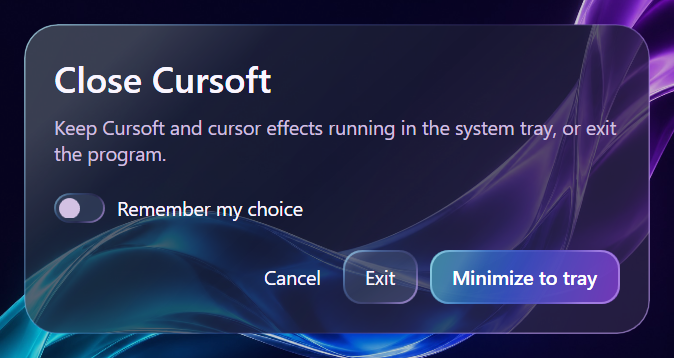 Close Cursoft
Keep Cursoft and cursor effects running in the system tray, or exit
the program.
Remember my choice
Cancel
Exit
Minimize to tray